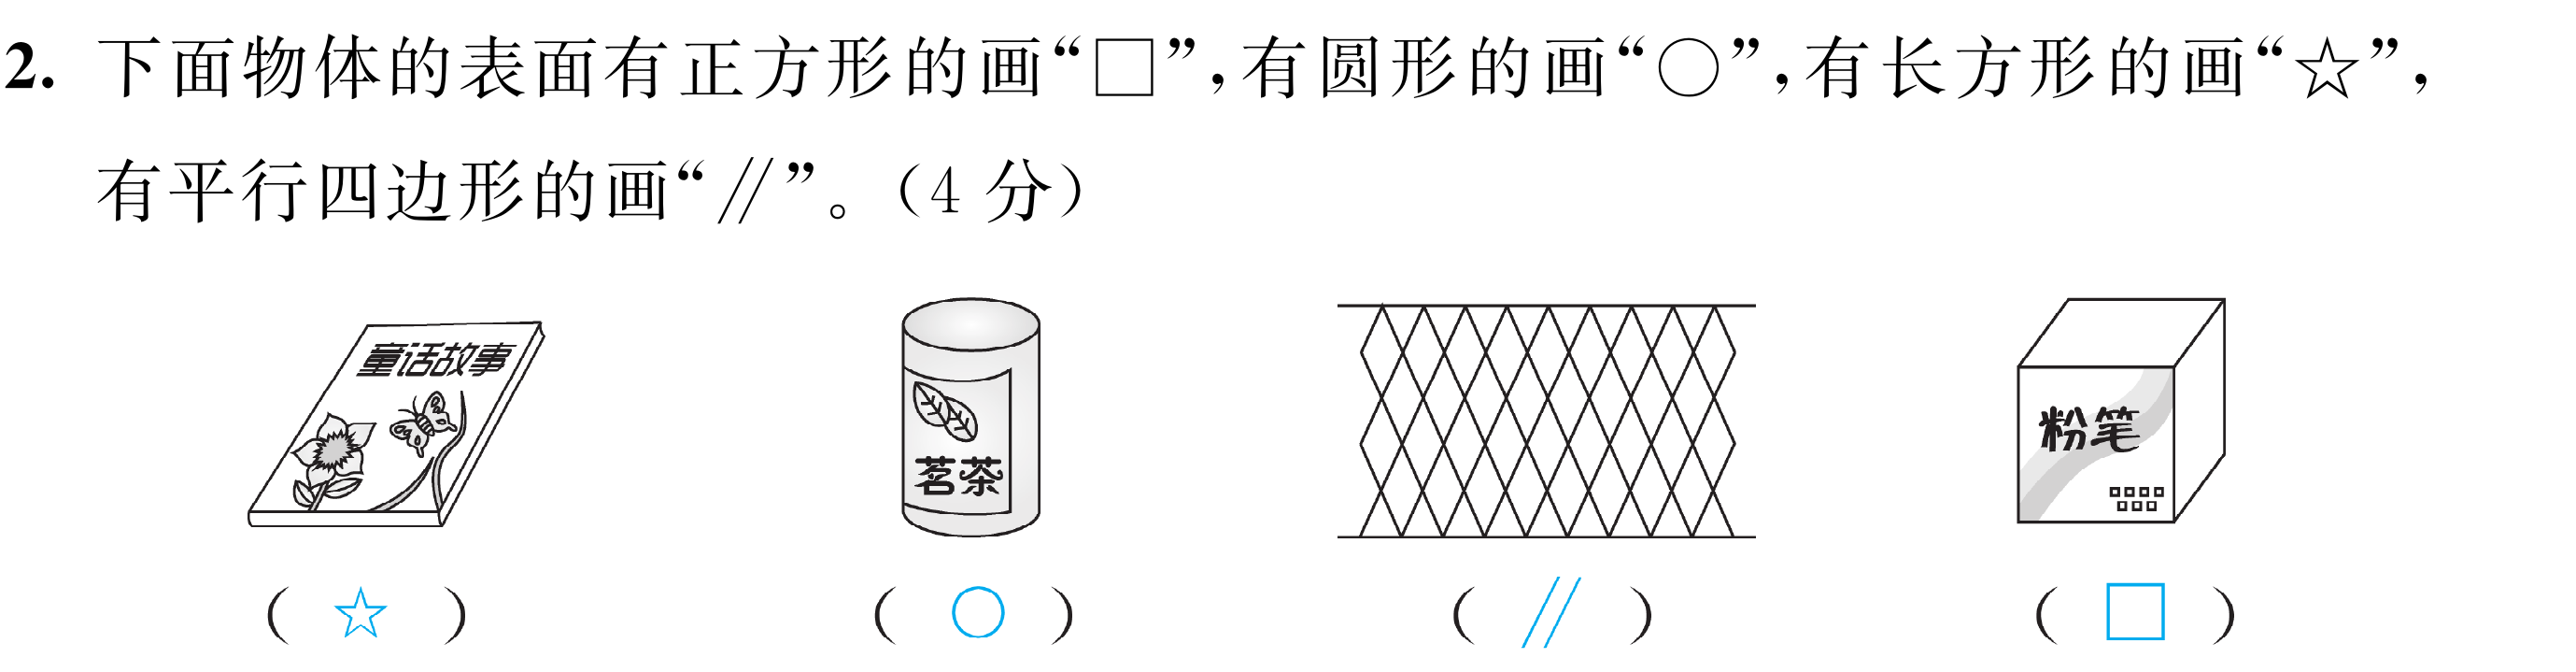 2. 下面物体的表面有正方形的画“□”，有圆形的画“○”，有长方形的画“☆”，
有平行四边形的画“∥”。（4 分）
童话故事
茗茶
粉笔
（ ☆ ） （ ○ ） （ ∥ ） （ □ ）